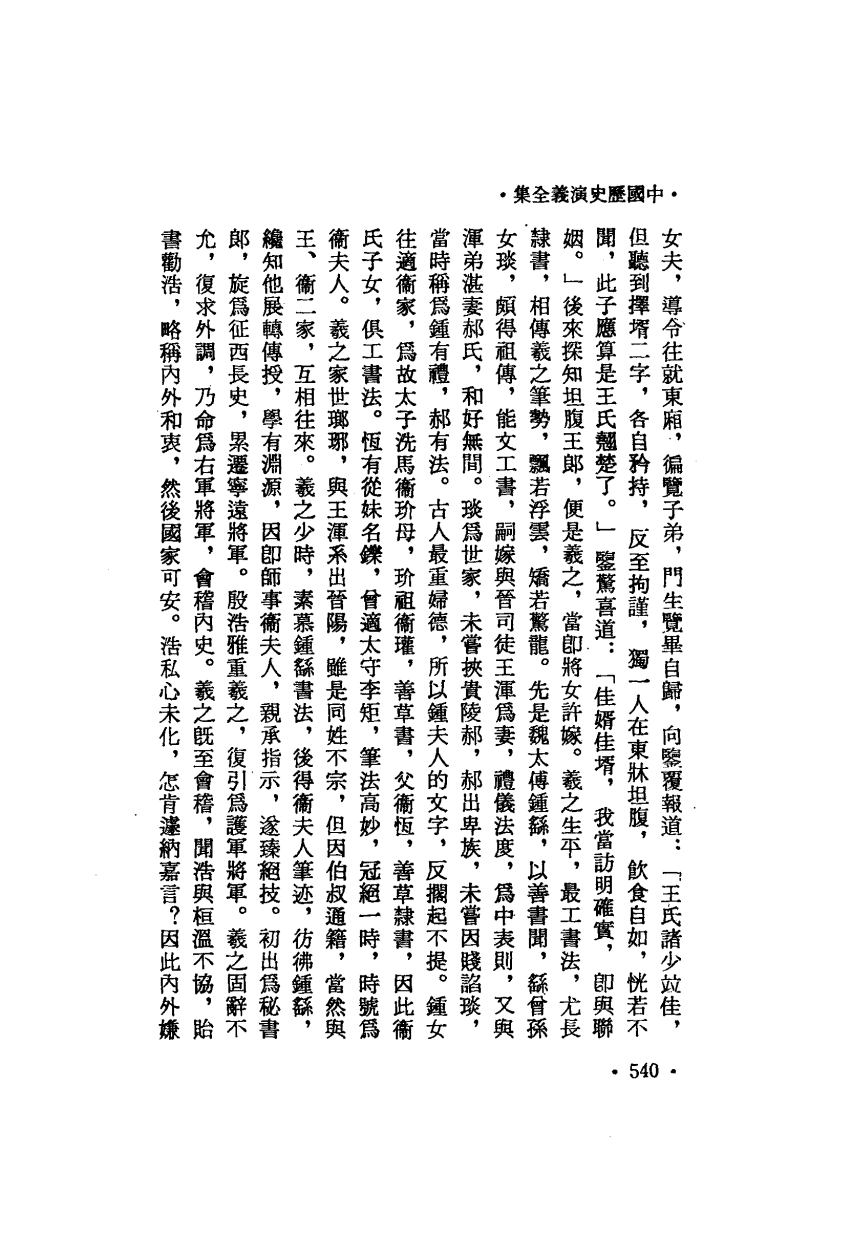 •中國歷史演義全集•
女夫，導令往就東廂，徧覽子弟，門生覽畢自歸，向鑒覆報道：「王氏諸少竝佳，
但聽到擇壻二字，各自矜持，反至拘謹，獨一人在東牀坦腹，飲食自如，恍若不
聞，此子應算是王氏翹楚了。」鑒驚喜道：「佳婿佳壻，我當訪明確實，卽與聯
姻。」後來探知坦腹王郎，便是羲之，當卽將女許嫁。羲之生平，最工書法，尤長
隸書，相傳羲之筆勢，飄若浮雲，矯若驚龍。先是魏太傅鍾繇，以善書聞，繇曾孫
女琰，頗得祖傳，能文工書，嗣嫁與晉司徒王渾爲妻，禮儀法度，爲中表則，又與
渾弟湛妻郝氏，和好無間。琰爲世家，未嘗挾貴陵郝，郝出卑族，未嘗因賤諂琰，
當時稱爲鍾有禮，郝有法。古人最重婦德，所以鍾夫人的文字，反擱起不提。鍾女
往適衞家，爲故太子洗馬衞玠母，玠祖衞瓘，善草書，父衞恆，善草隸書，因此衞
氏子女，俱工書法。恆有從妹名鑠，曾適太守李矩，筆法高妙，冠絕一時，時號爲
衞夫人。羲之家世瑯琊，與王渾系出晉陽，雖是同姓不宗，但因伯叔通籍，當然與
王、衞二家，互相往來。羲之少時，素慕鍾繇書法，後得衞夫人筆迹，彷彿鍾繇，
纔知他展轉傳授，學有淵源，因卽師事衞夫人，親承指示，遂臻絕技。初出爲秘書
郎，旋爲征西長史，累遷寧遠將軍。殷浩雅重羲之，復引爲護軍將軍。羲之固辭不
允，復求外調，乃命爲右軍將軍，會稽內史。羲之旣至會稽，聞浩與桓溫不協，貽
書勸浩，略稱內外和衷，然後國家可安。浩私心未化，怎肯遽納嘉言？因此內外嫌
•540•